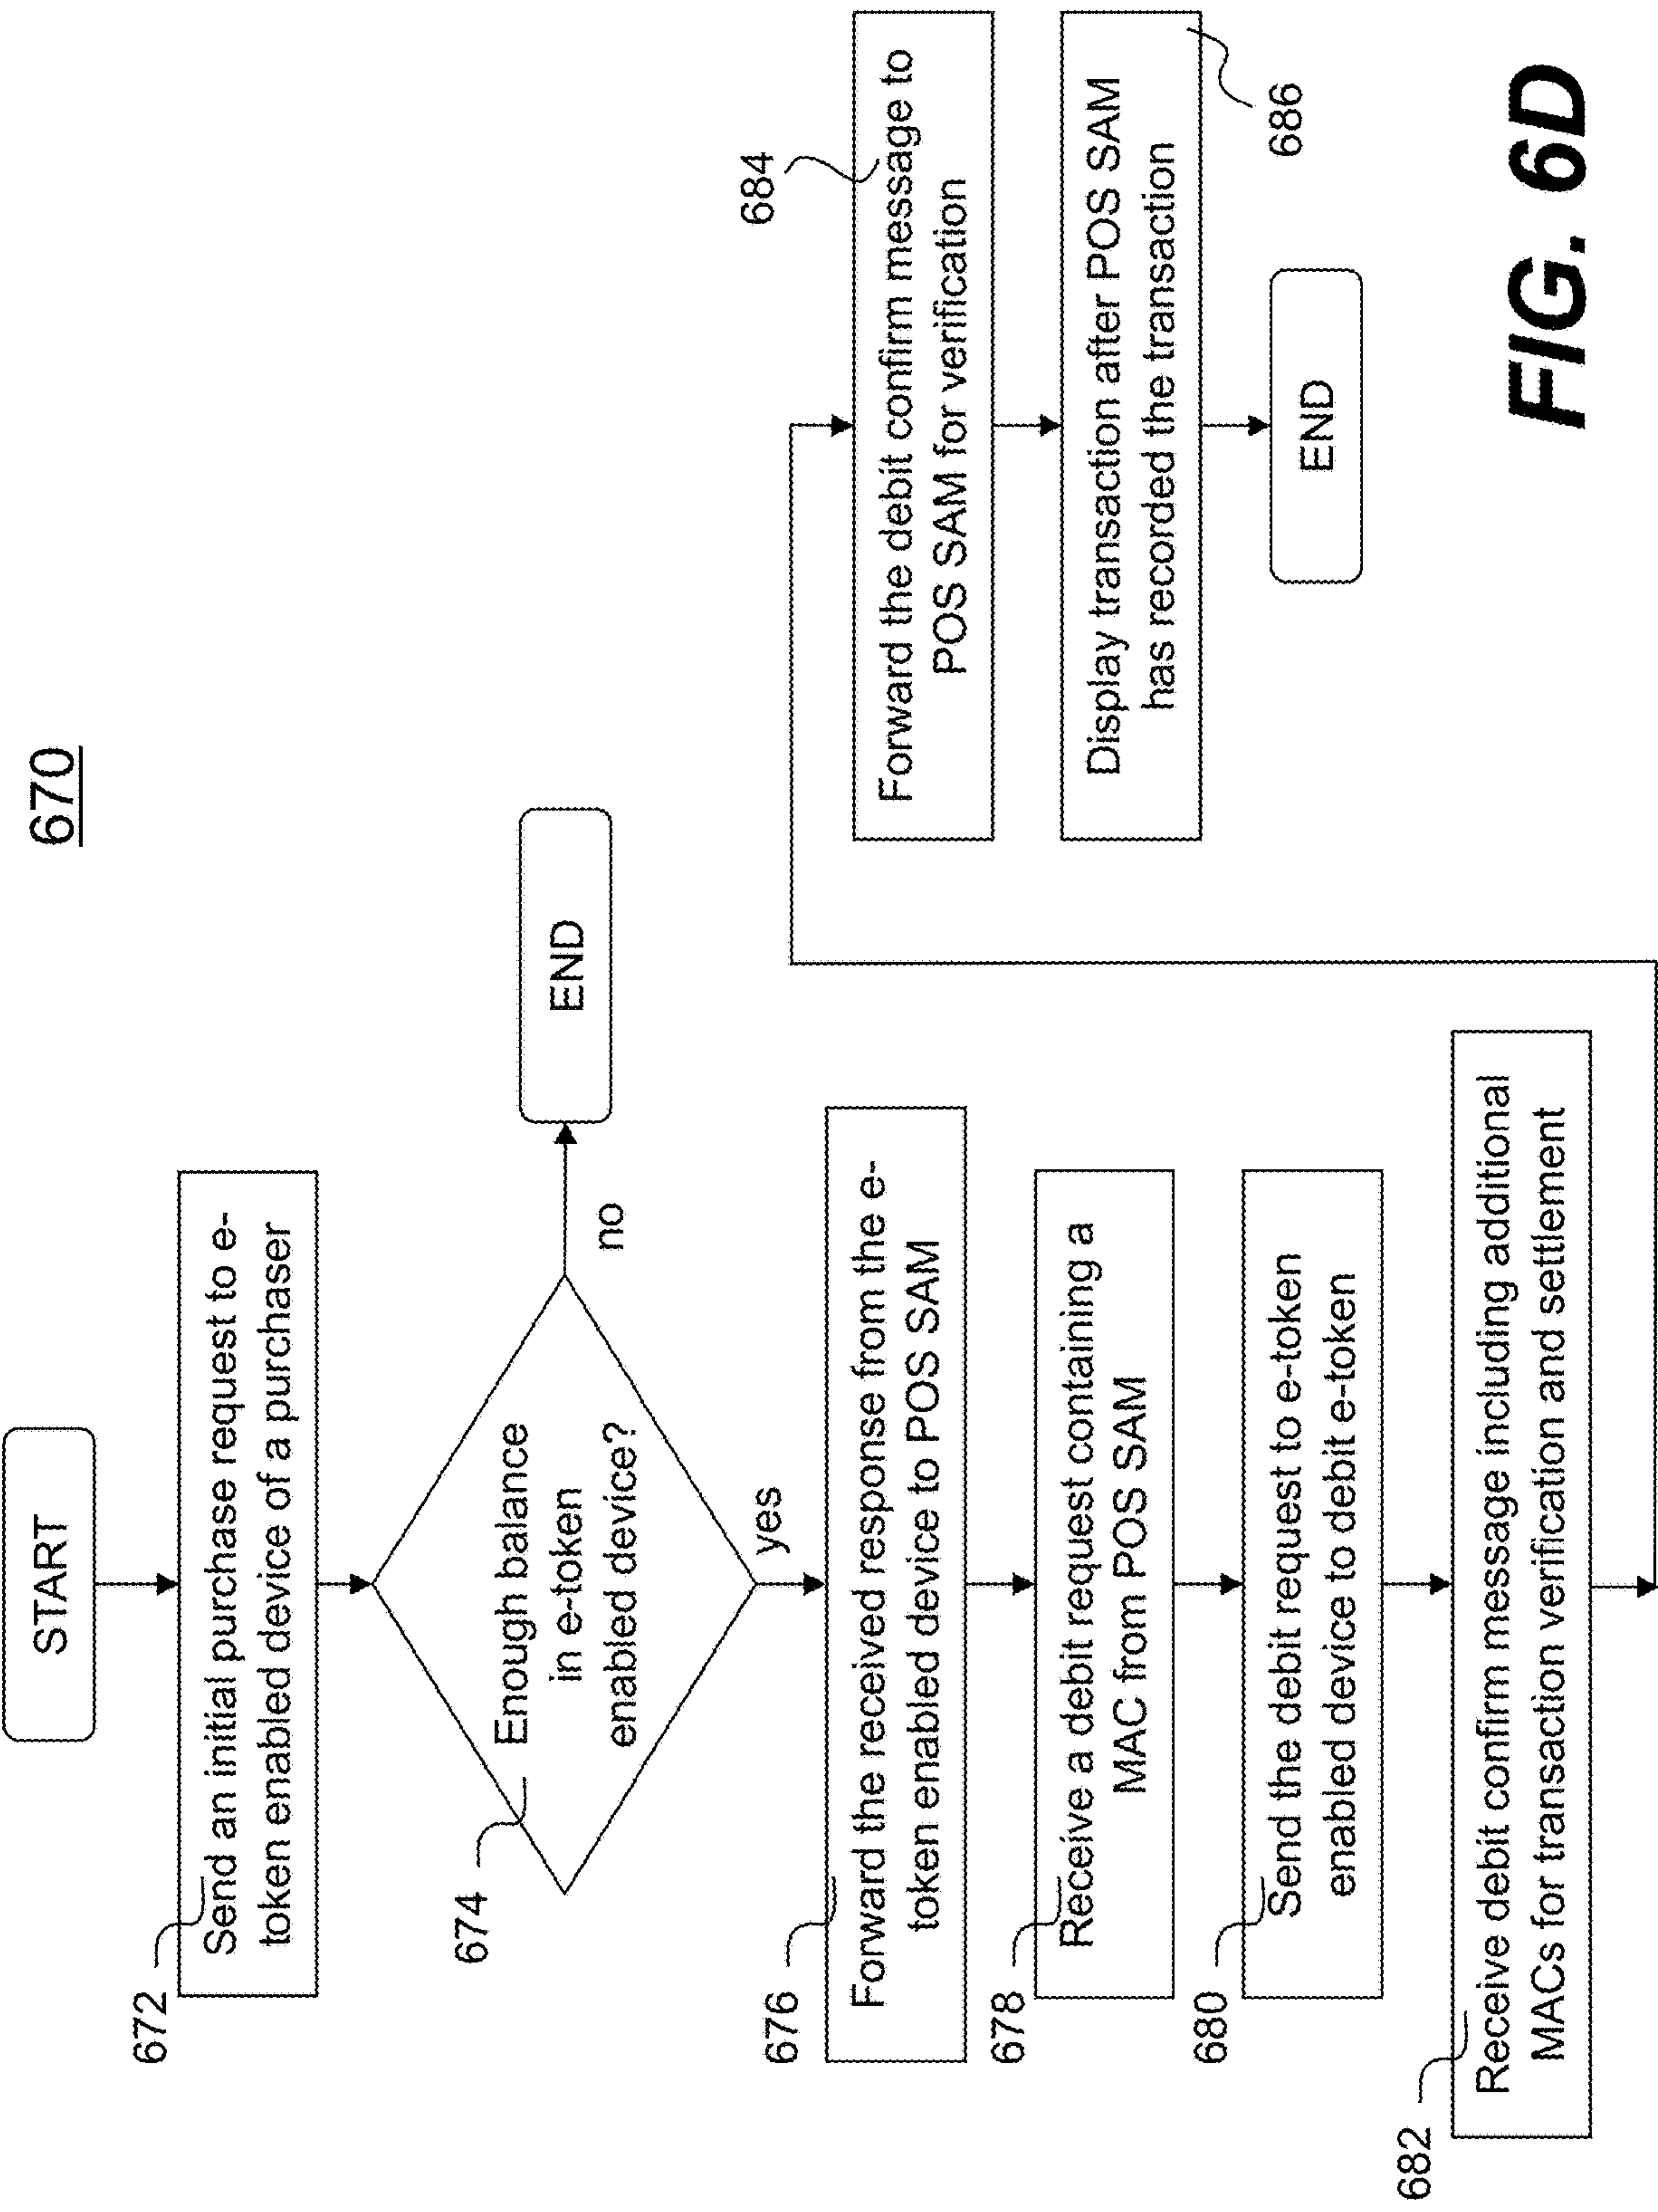 670
START
672
Send an initial purchase request to e-
token enabled device of a purchaser
674
Enough balance
in e-token
enabled device?
no
END
yes
676
Forward the received response from the e-
token enabled device to POS SAM
678
Receive a debit request containing a
MAC from POS SAM
680
Send the debit request to e-token
enabled device to debit e-token
682
Receive debit confirm message including additional
MACs for transaction verification and settlement
684
Forward the debit confirm message to
POS SAM for verification
Display transaction after POS SAM
has recorded the transaction
686
END
FIG. 6D